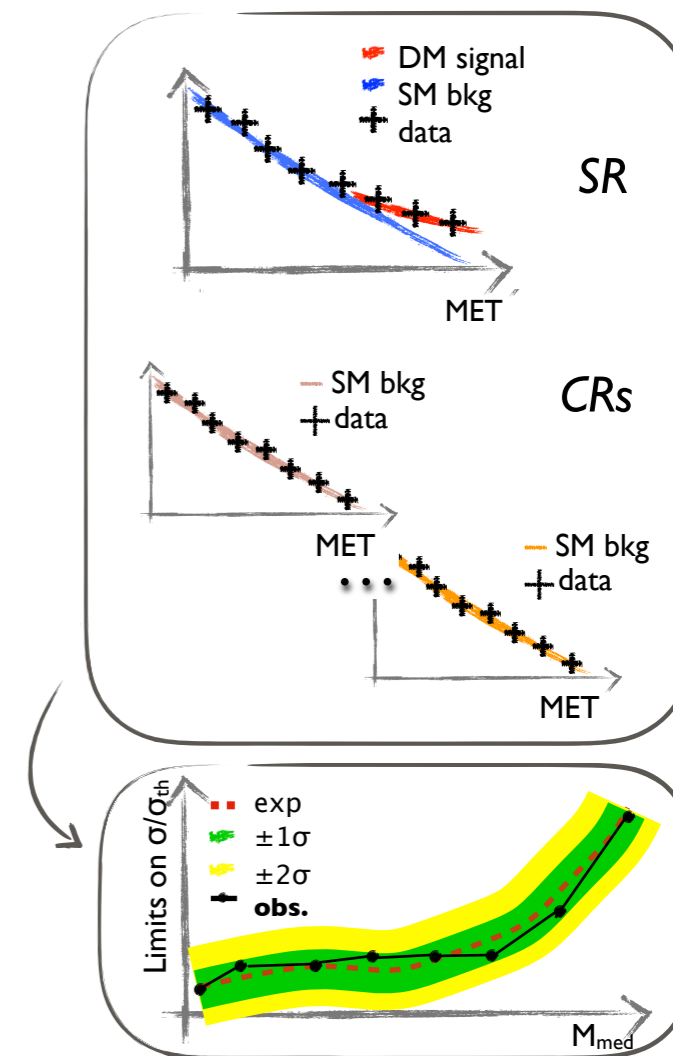 DM signal
SM bkg
data
SR
MET
SM bkg
data
CRs
MET
SM bkg
data
...
MET
Limits on σ/σth
exp
±1σ
±2σ
obs.
Mmed